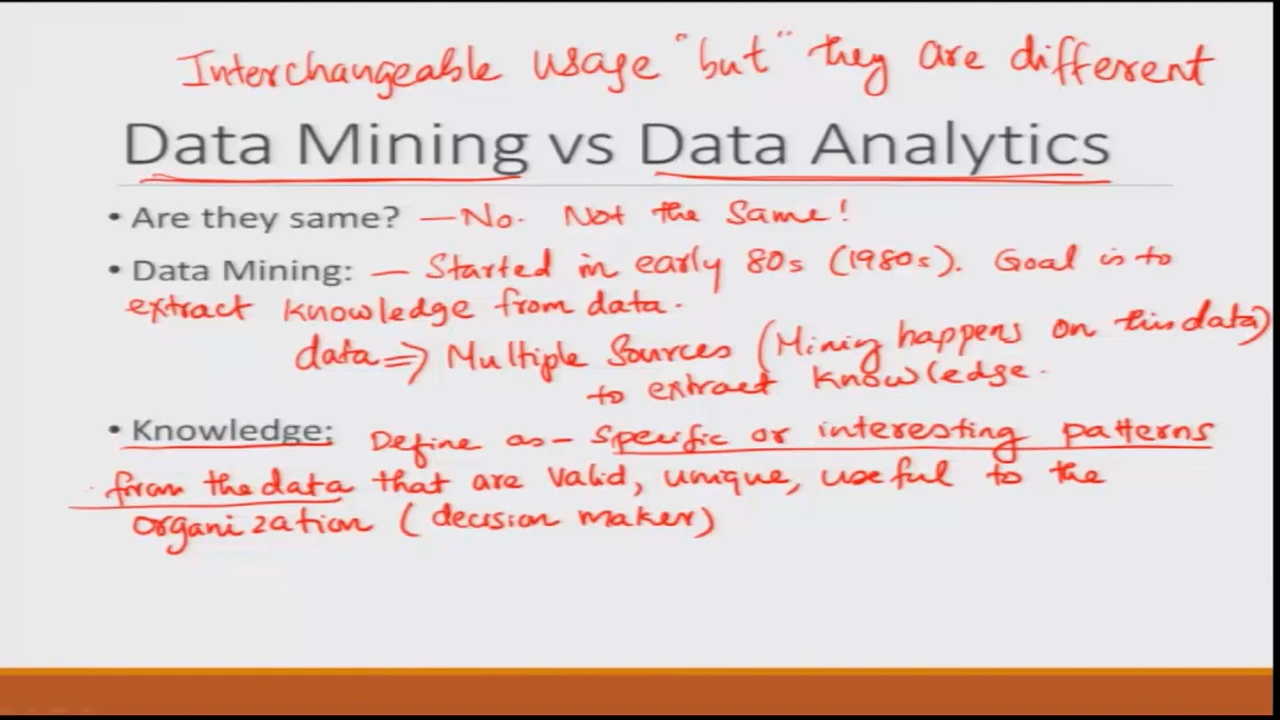 Interchangeable usage "but" they are different
Data Mining vs Data Analytics
• Are they same? — No. Not the Same!
• Data Mining: — Started in early 80s (1980s). Goal is to
extract knowledge from data.
data ⇒ Multiple Sources (Mining happens on this data)
to extract knowledge.
• Knowledge: Define as – specific or interesting patterns
from the data that are valid, unique, useful to the
organization (decision maker)